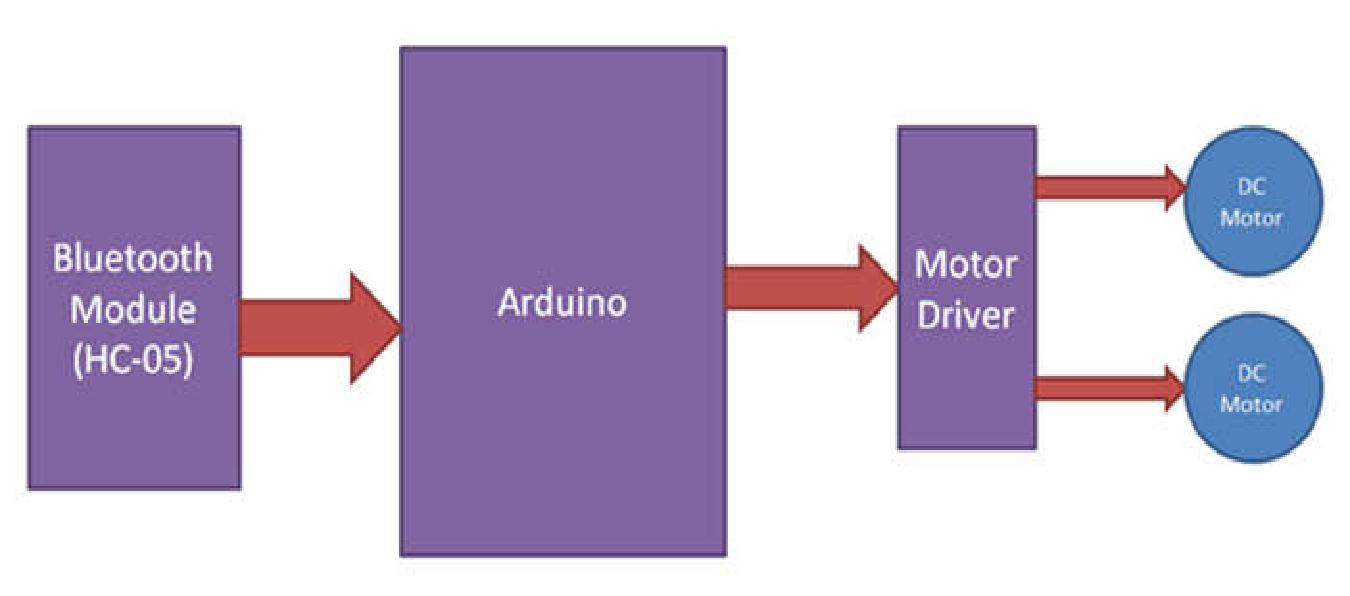 Bluetooth
Module
(HC-05)
Arduino
Motor
Driver
DC
Motor
DC
Motor